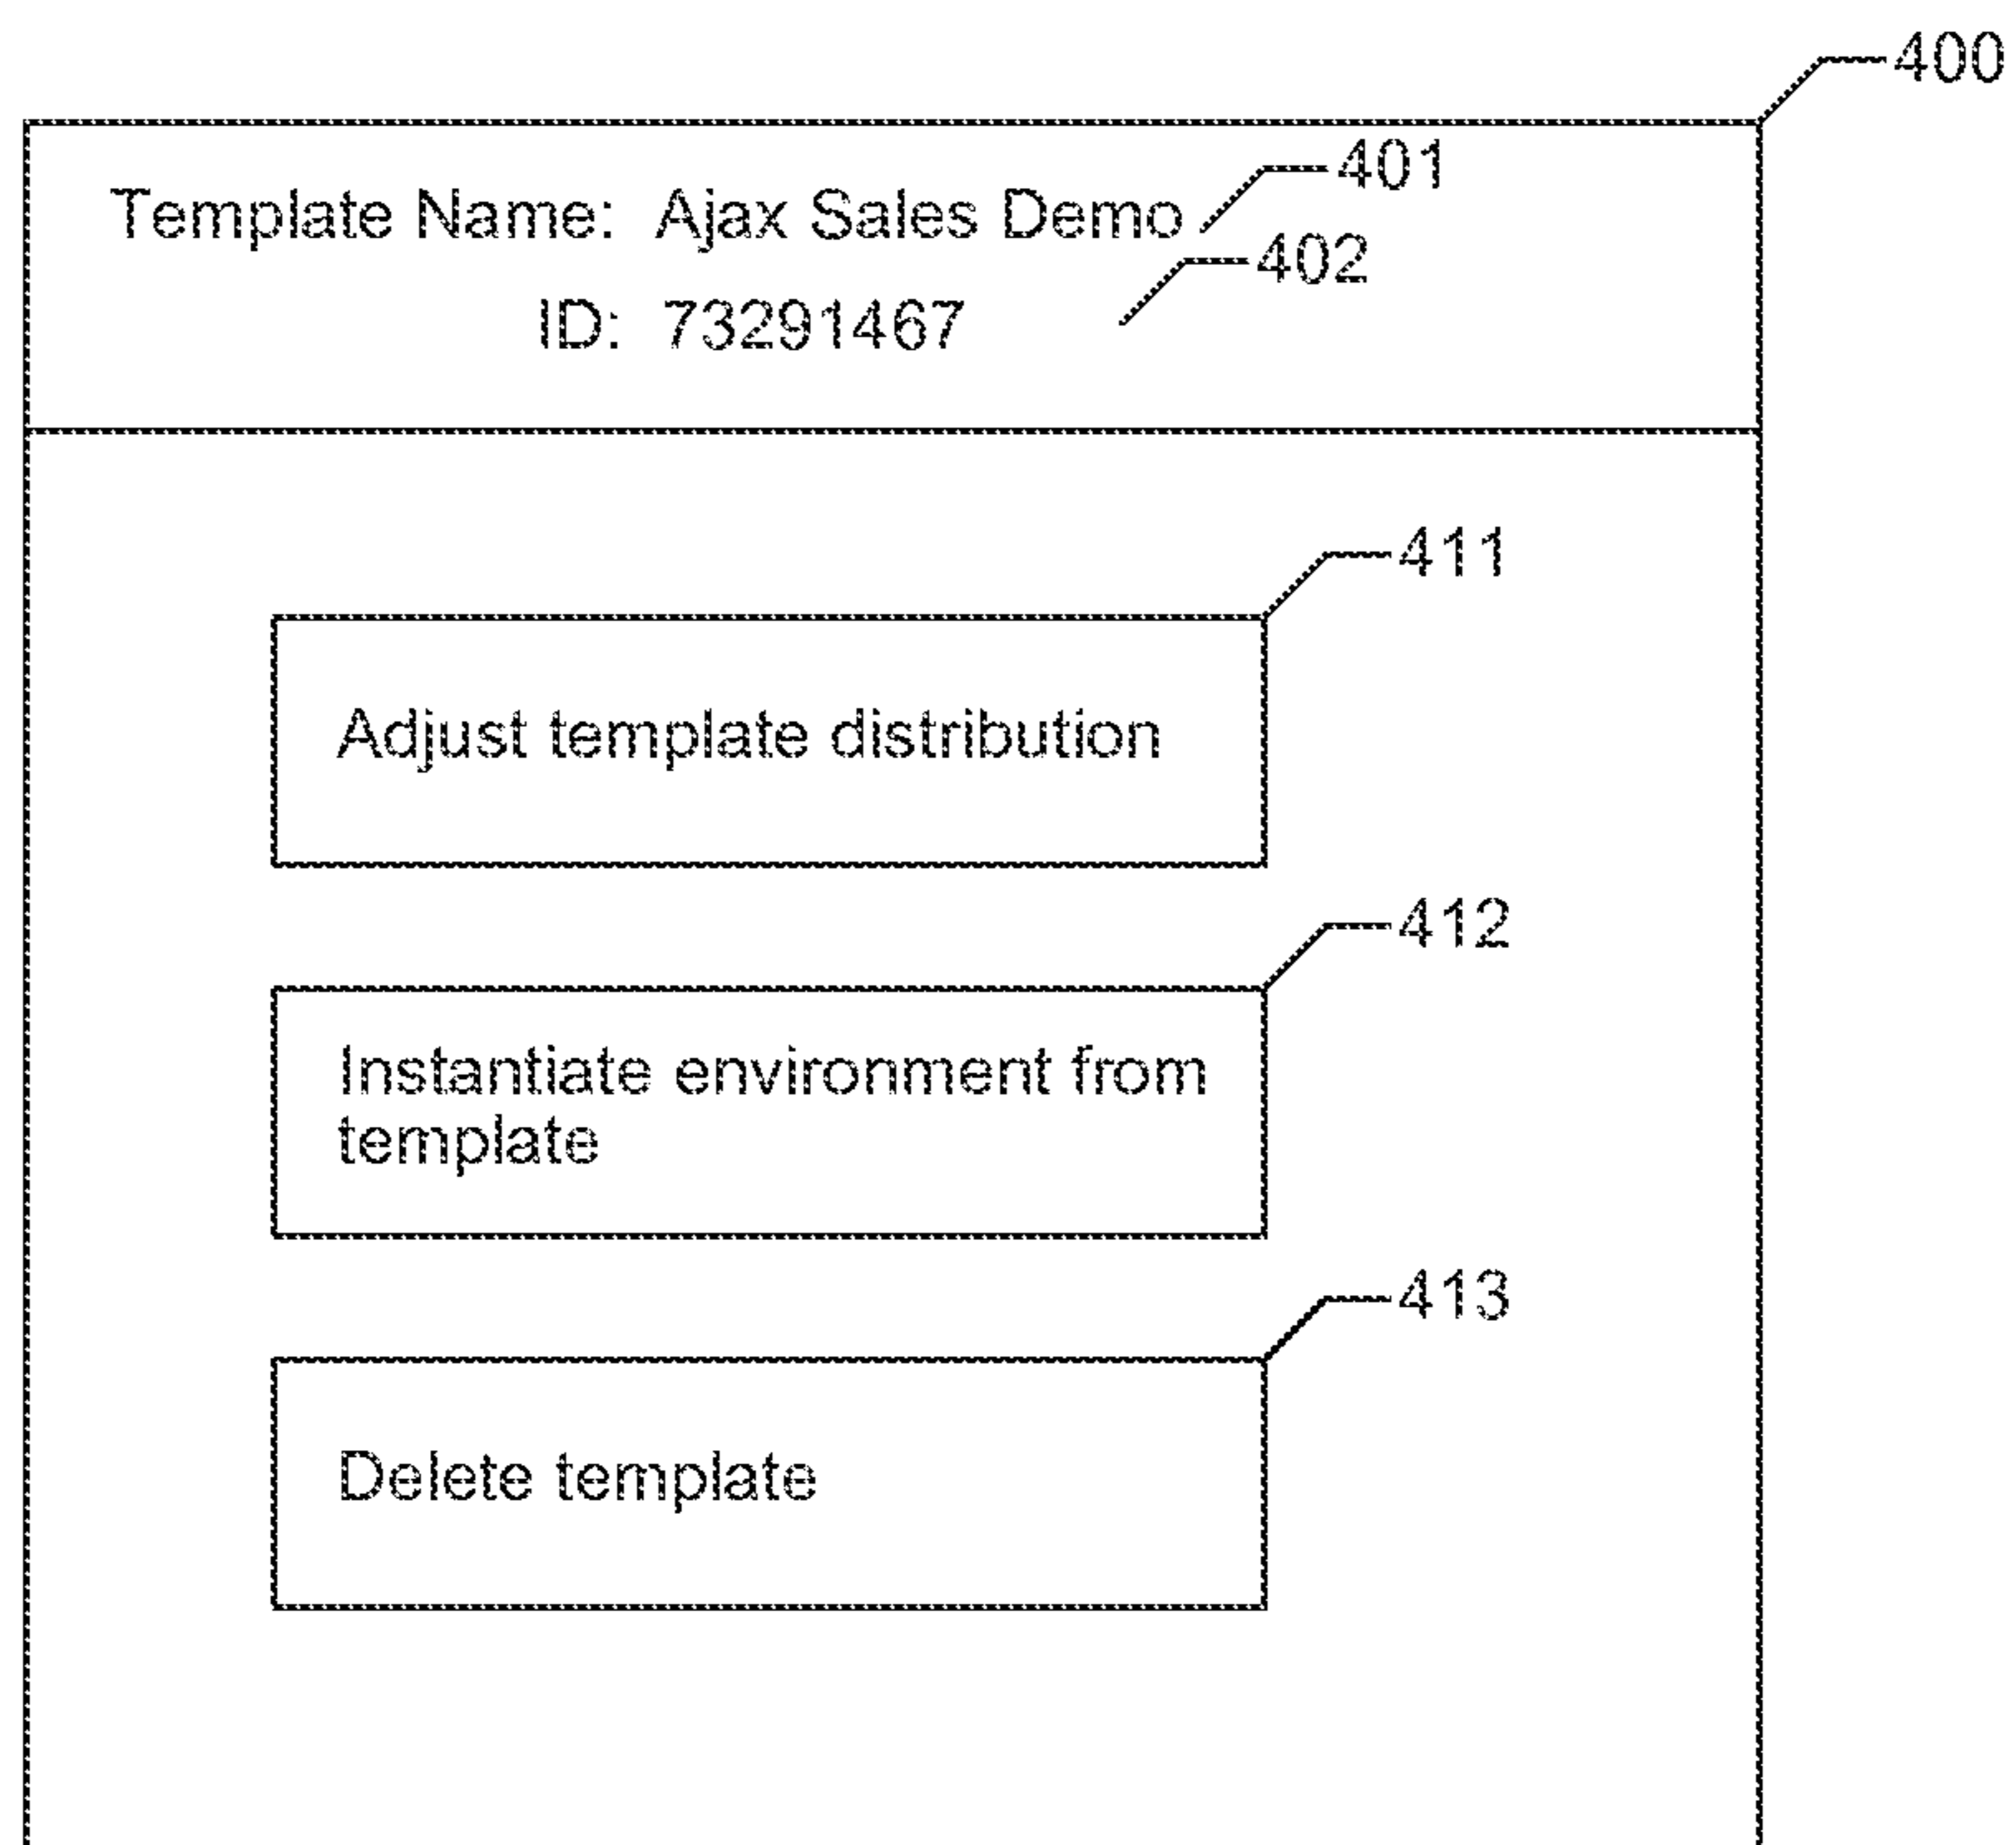 400
Template Name: Ajax Sales Demo 401
ID: 73291467 402
411
Adjust template distribution
412
Instantiate environment from
template
413
Delete template